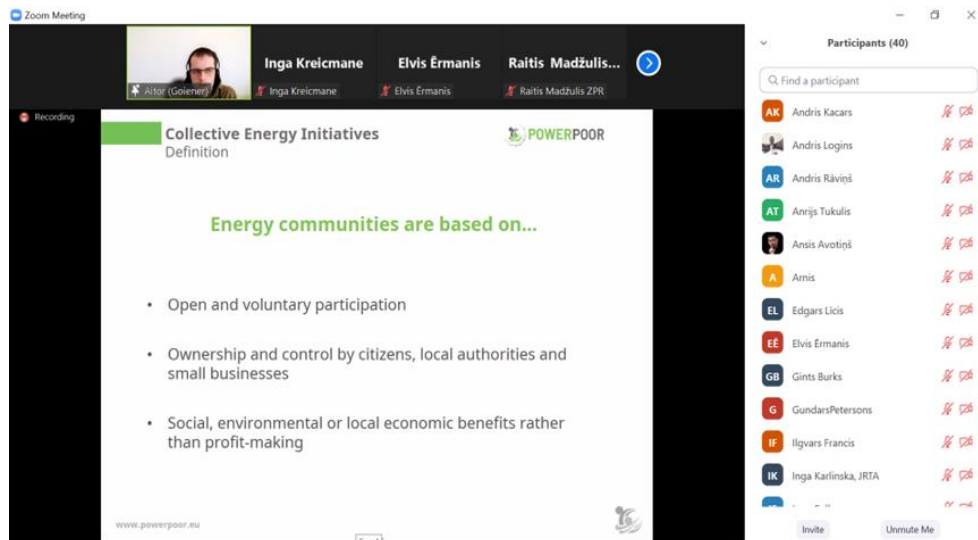 Zoom Meeting
Participants (40)
Inga Kreicmane
Elvis Ērmanis
Raitis Madžulis...
Aitor (Goiener)
Inga Kreicmane
Elvis Ērmanis
Raitis Madžulis ZPR
Find a participant
Recording
Collective Energy Initiatives
Definition
POWERPOOR
Energy communities are based on...
• Open and voluntary participation
• Ownership and control by citizens, local authorities and
small businesses
• Social, environmental or local economic benefits rather
than profit-making
www.powerpoor.eu
AK Andris Kacars
Andris Logins
AR Andris Rāviņš
AT Anrijs Tukulis
Ansis Avotiņš
A Arnis
EL Edgars Licis
EĒ Elvis Ērmanis
GB Gints Burks
G GundarsPetersons
IF Ilgvars Francis
IK Inga Karlinska, JRTA
Invite
Unmute Me